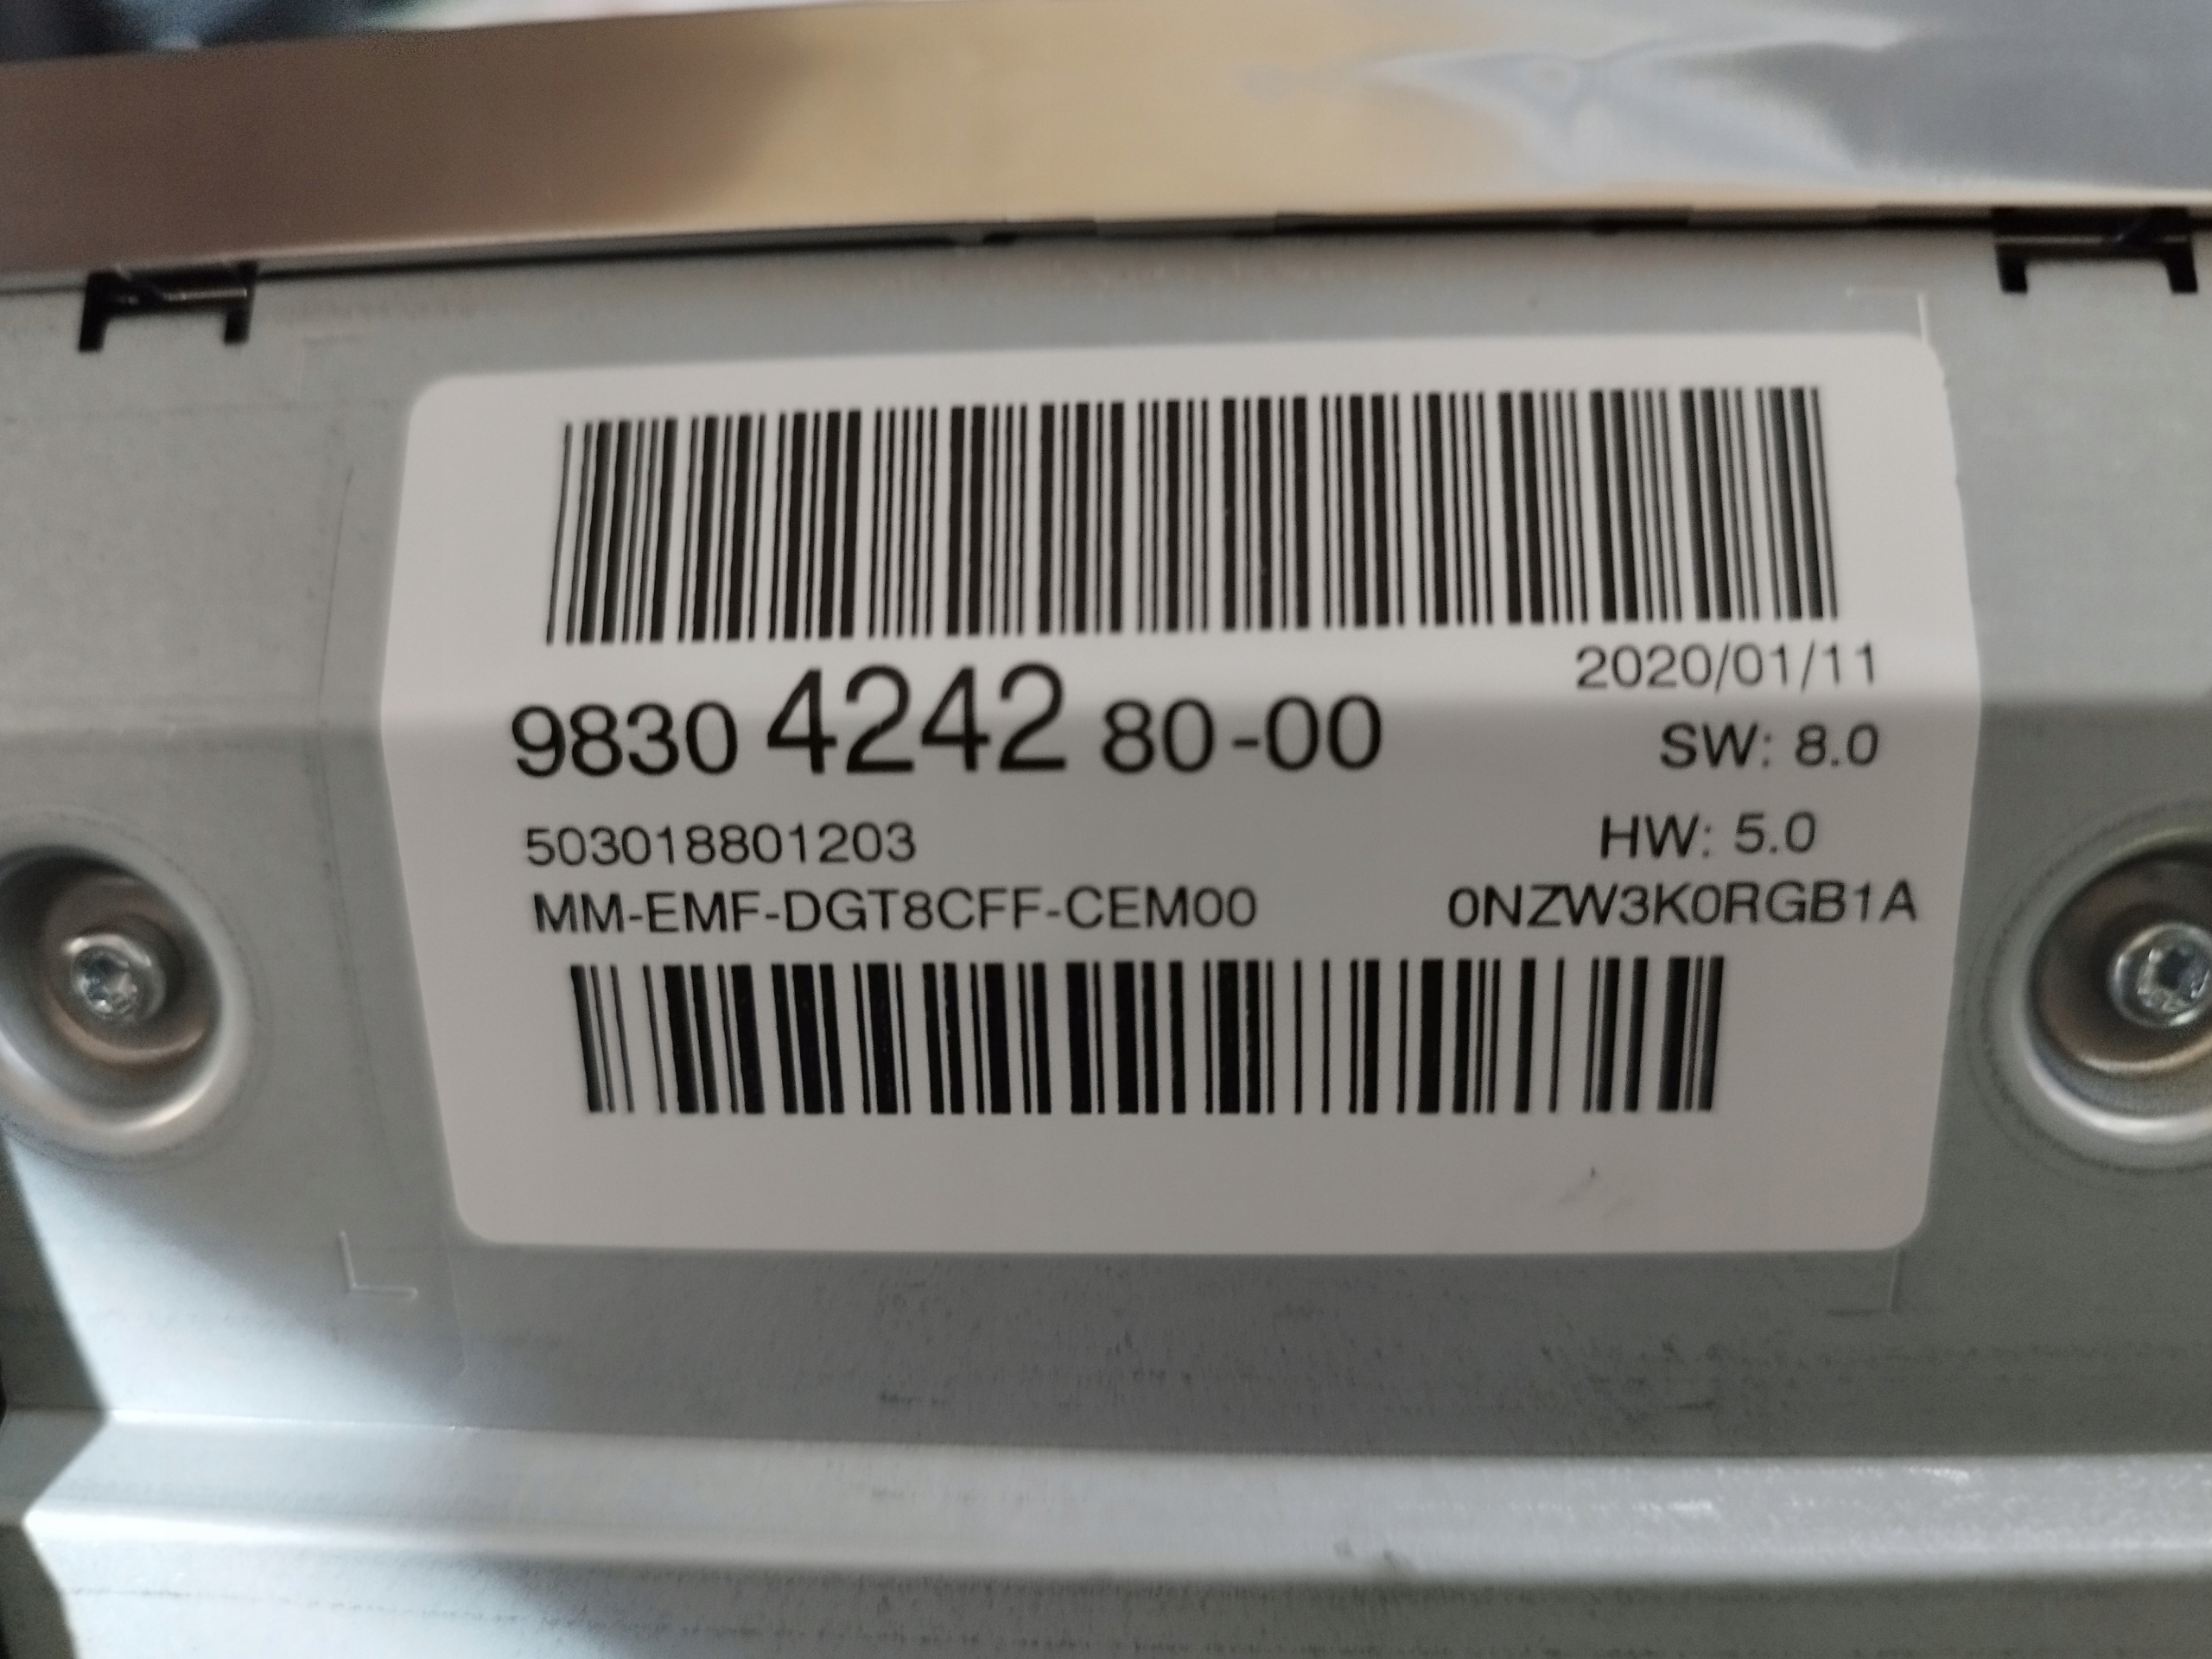 2020/01/11
9830 4242 80-00
SW: 8.0
503018801203
HW: 5.0
MM-EMF-DGT8CFF-CEM00
0NZW3K0RGB1A